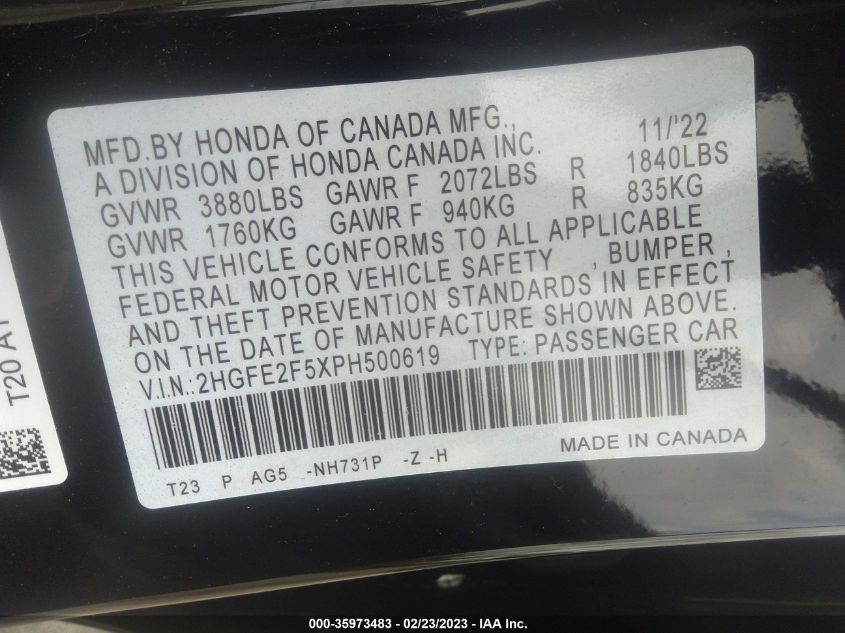 MFD.BY HONDA OF CANADA MFG., 11/'22
A DIVISION OF HONDA CANADA INC.
GVWR 3880LBS GAWR F 2072LBS R 1840LBS
GVWR 1760KG GAWR F 940KG R 835KG
THIS VEHICLE CONFORMS TO ALL APPLICABLE
FEDERAL MOTOR VEHICLE SAFETY , BUMPER ,
AND THEFT PREVENTION STANDARDS IN EFFECT
ON THE DATE OF MANUFACTURE SHOWN ABOVE.
V.I.N.:2HGFE2F5XPH500619 TYPE: PASSENGER CAR
MADE IN CANADA
T23 P AG5 -NH731P -Z -H
T20 A1
000-35973483 - 02/23/2023 - IAA Inc.